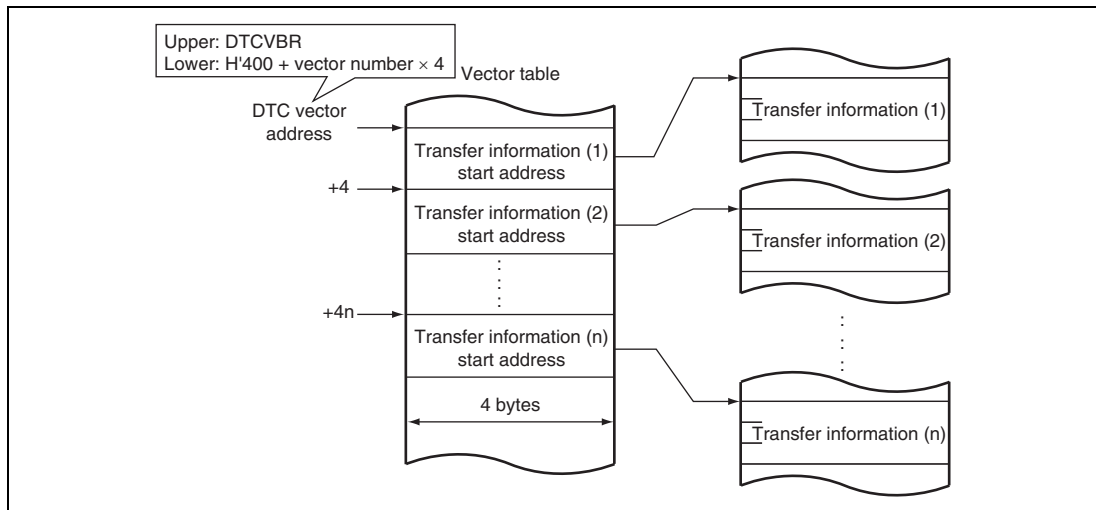 Upper: DTCVBR
Lower: H'400 + vector number × 4
Vector table
DTC vector
address
Transfer information (1)
start address
+4
Transfer information (2)
start address
+4n
Transfer information (n)
start address
4 bytes
Transfer information (1)
Transfer information (2)
Transfer information (n)